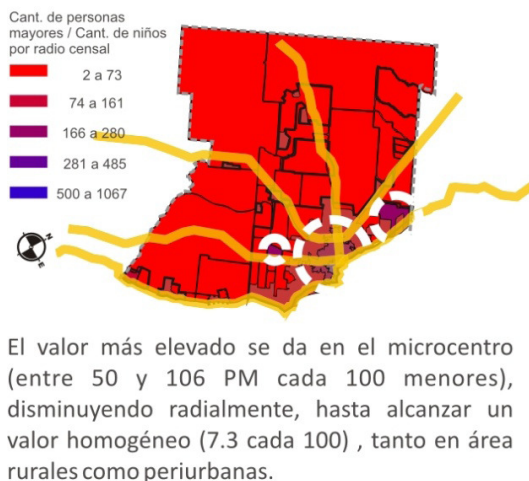 Cant. de personas
mayores / Cant. de niños
por radio censal
2 a 73
74 a 161
166 a 280
281 a 485
500 a 1067
N
E
El valor más elevado se da en el microcentro
(entre 50 y 106 PM cada 100 menores),
disminuyendo radialmente, hasta alcanzar un
valor homogéneo (7.3 cada 100) , tanto en área
rurales como periurbanas.